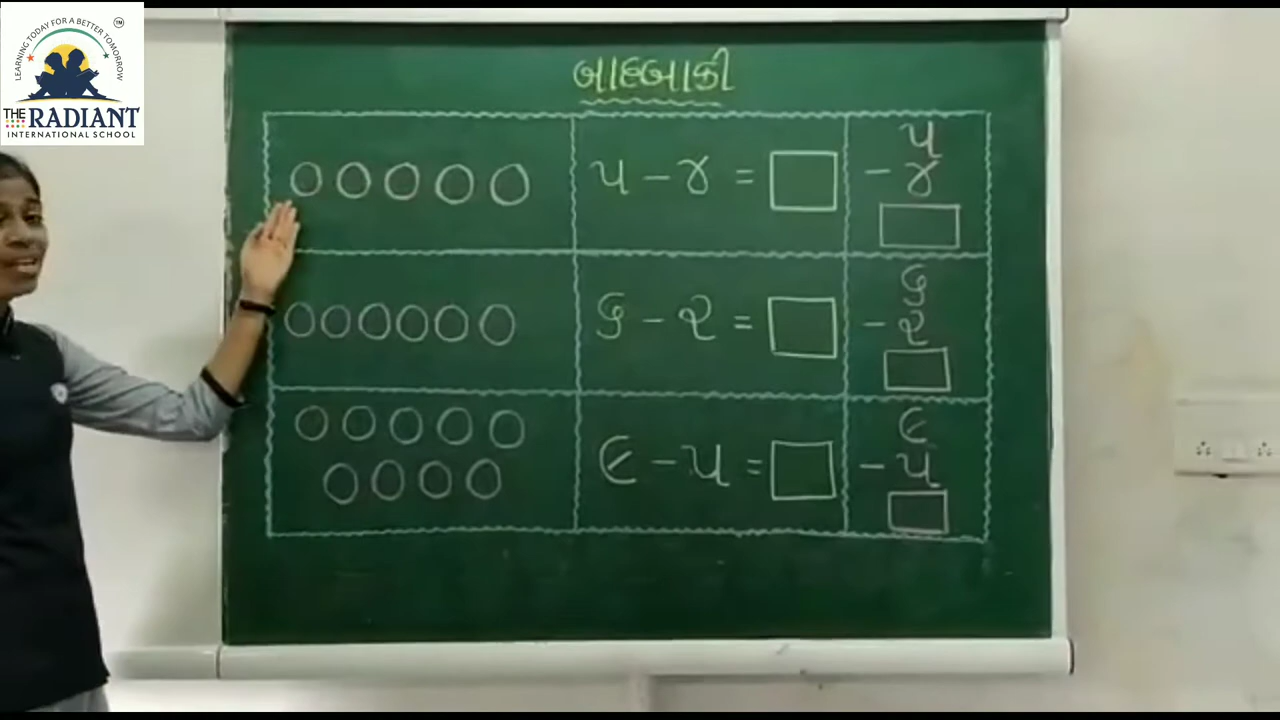 LEARNING TODAY FOR A BETTER TOMORROW
TM
THE RADIANT
INTERNATIONAL SCHOOL
બાદબાકી
૫ - ૪ =
૫
- ૪
૬ - ૨ =
૬
- ૨
૯ - ૫ =
૯
- ૫